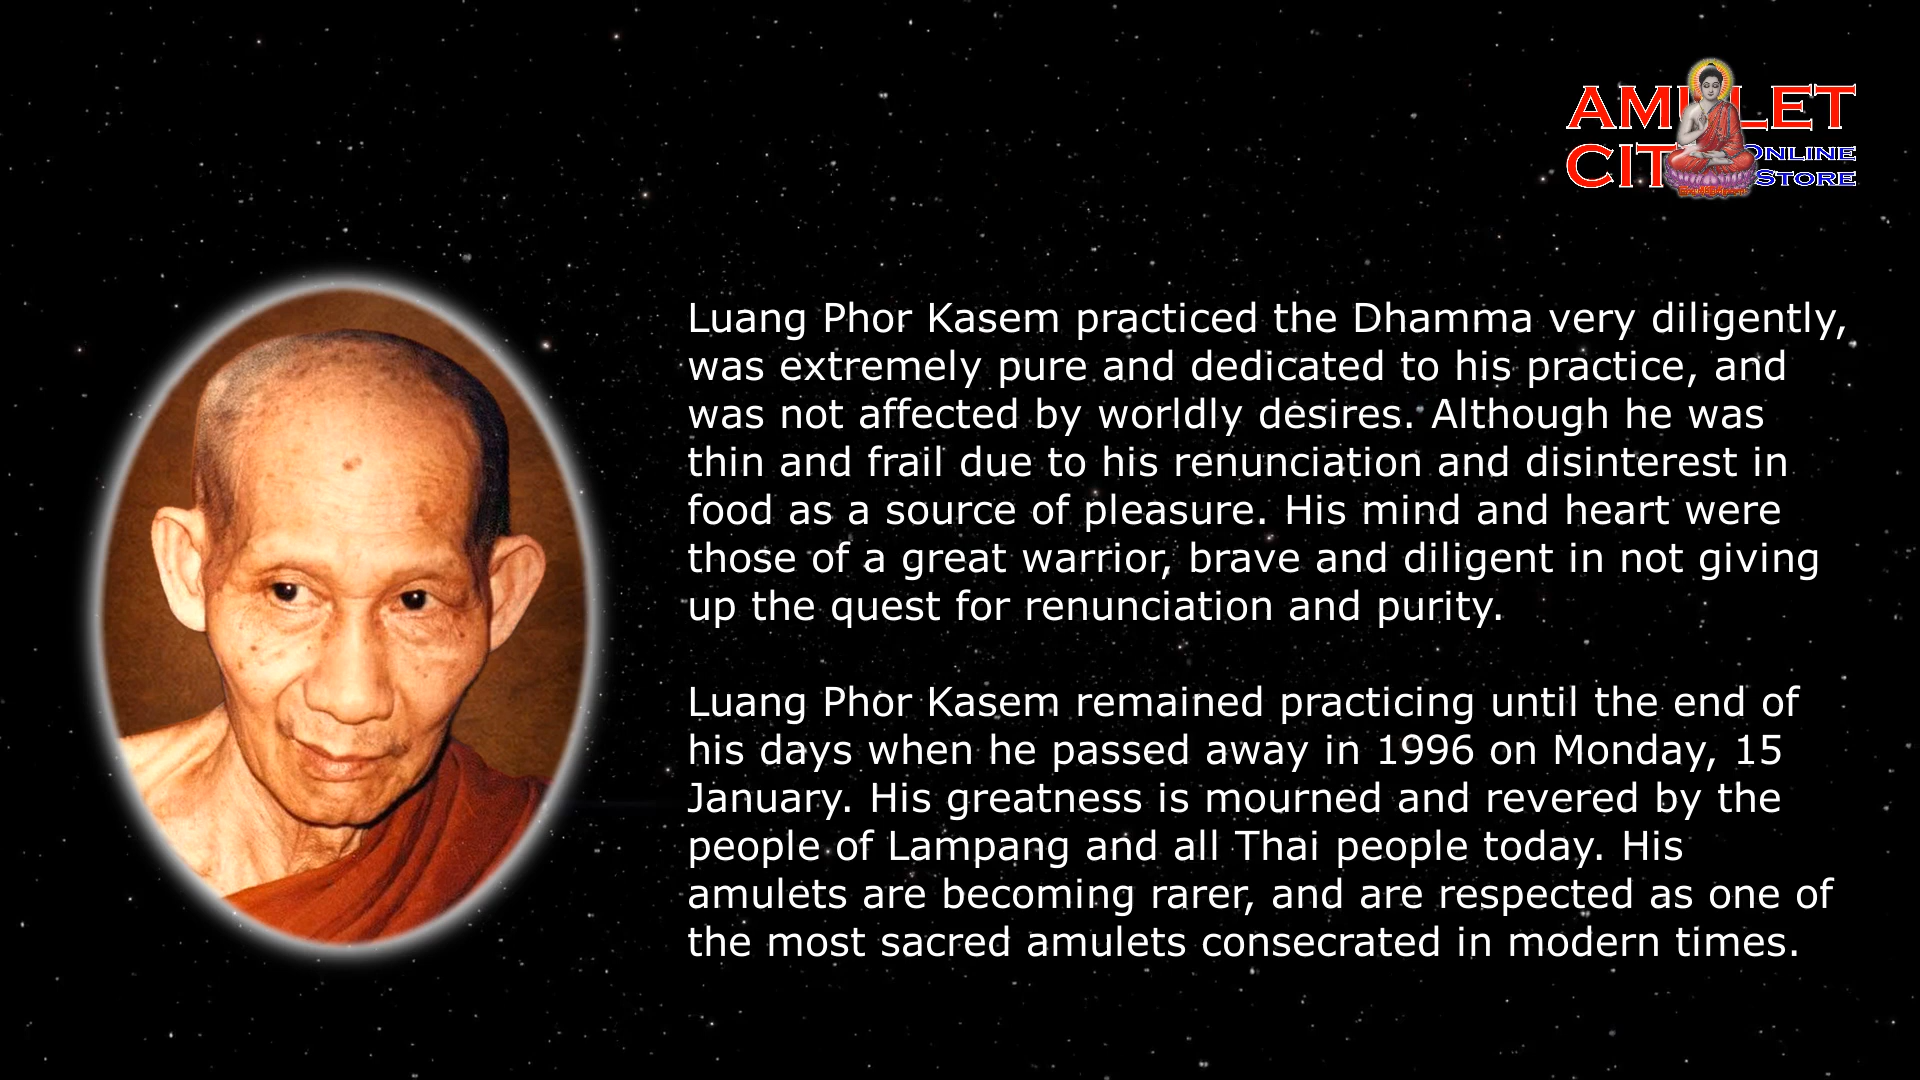 AMULET
CITY ONLINE
STORE
Luang Phor Kasem practiced the Dhamma very diligently,
was extremely pure and dedicated to his practice, and
was not affected by worldly desires. Although he was
thin and frail due to his renunciation and disinterest in
food as a source of pleasure. His mind and heart were
those of a great warrior, brave and diligent in not giving
up the quest for renunciation and purity.
Luang Phor Kasem remained practicing until the end of
his days when he passed away in 1996 on Monday, 15
January. His greatness is mourned and revered by the
people of Lampang and all Thai people today. His
amulets are becoming rarer, and are respected as one of
the most sacred amulets consecrated in modern times.